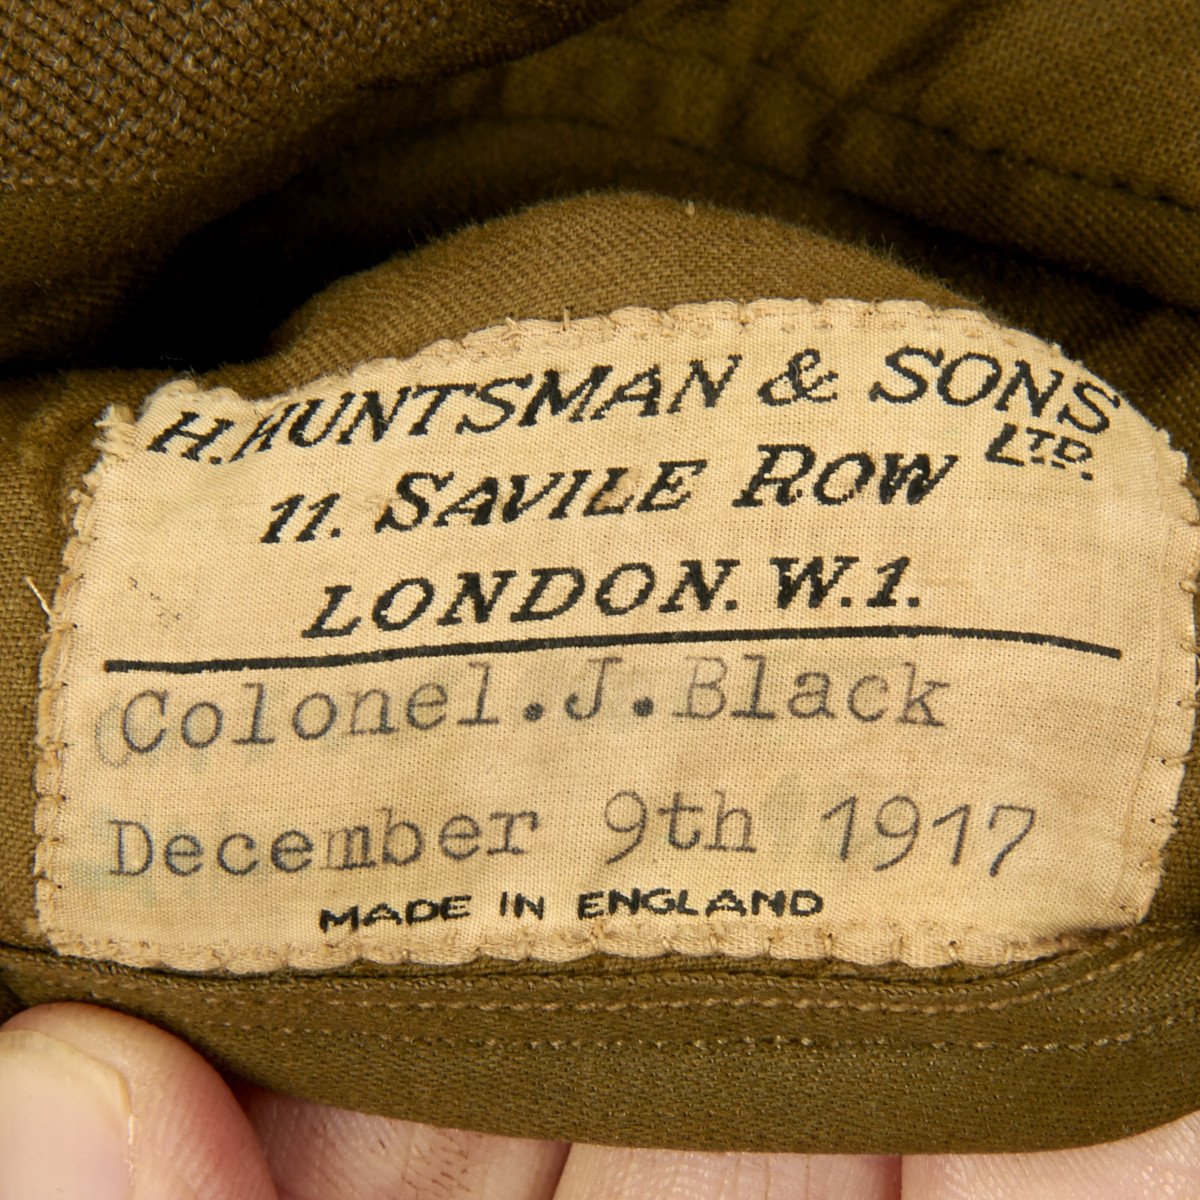 H. HUNTSMAN & SONS LTD.
11. SAVILE ROW
LONDON. W.1.
Colonel.J.Black
December 9th 1917
MADE IN ENGLAND